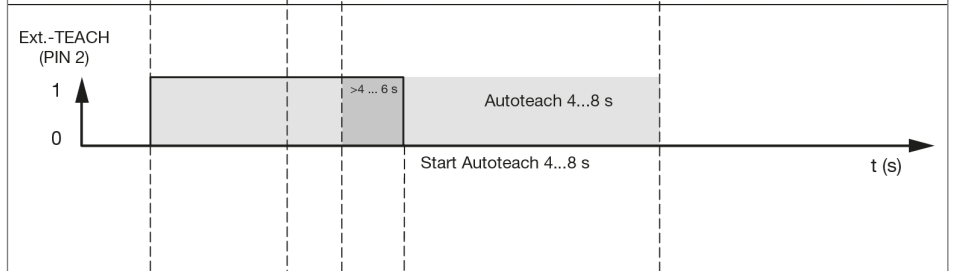 Ext.-TEACH
(PIN 2)
1
>4 ... 6 s
Autoteach 4...8 s
0
Start Autoteach 4...8 s
t (s)